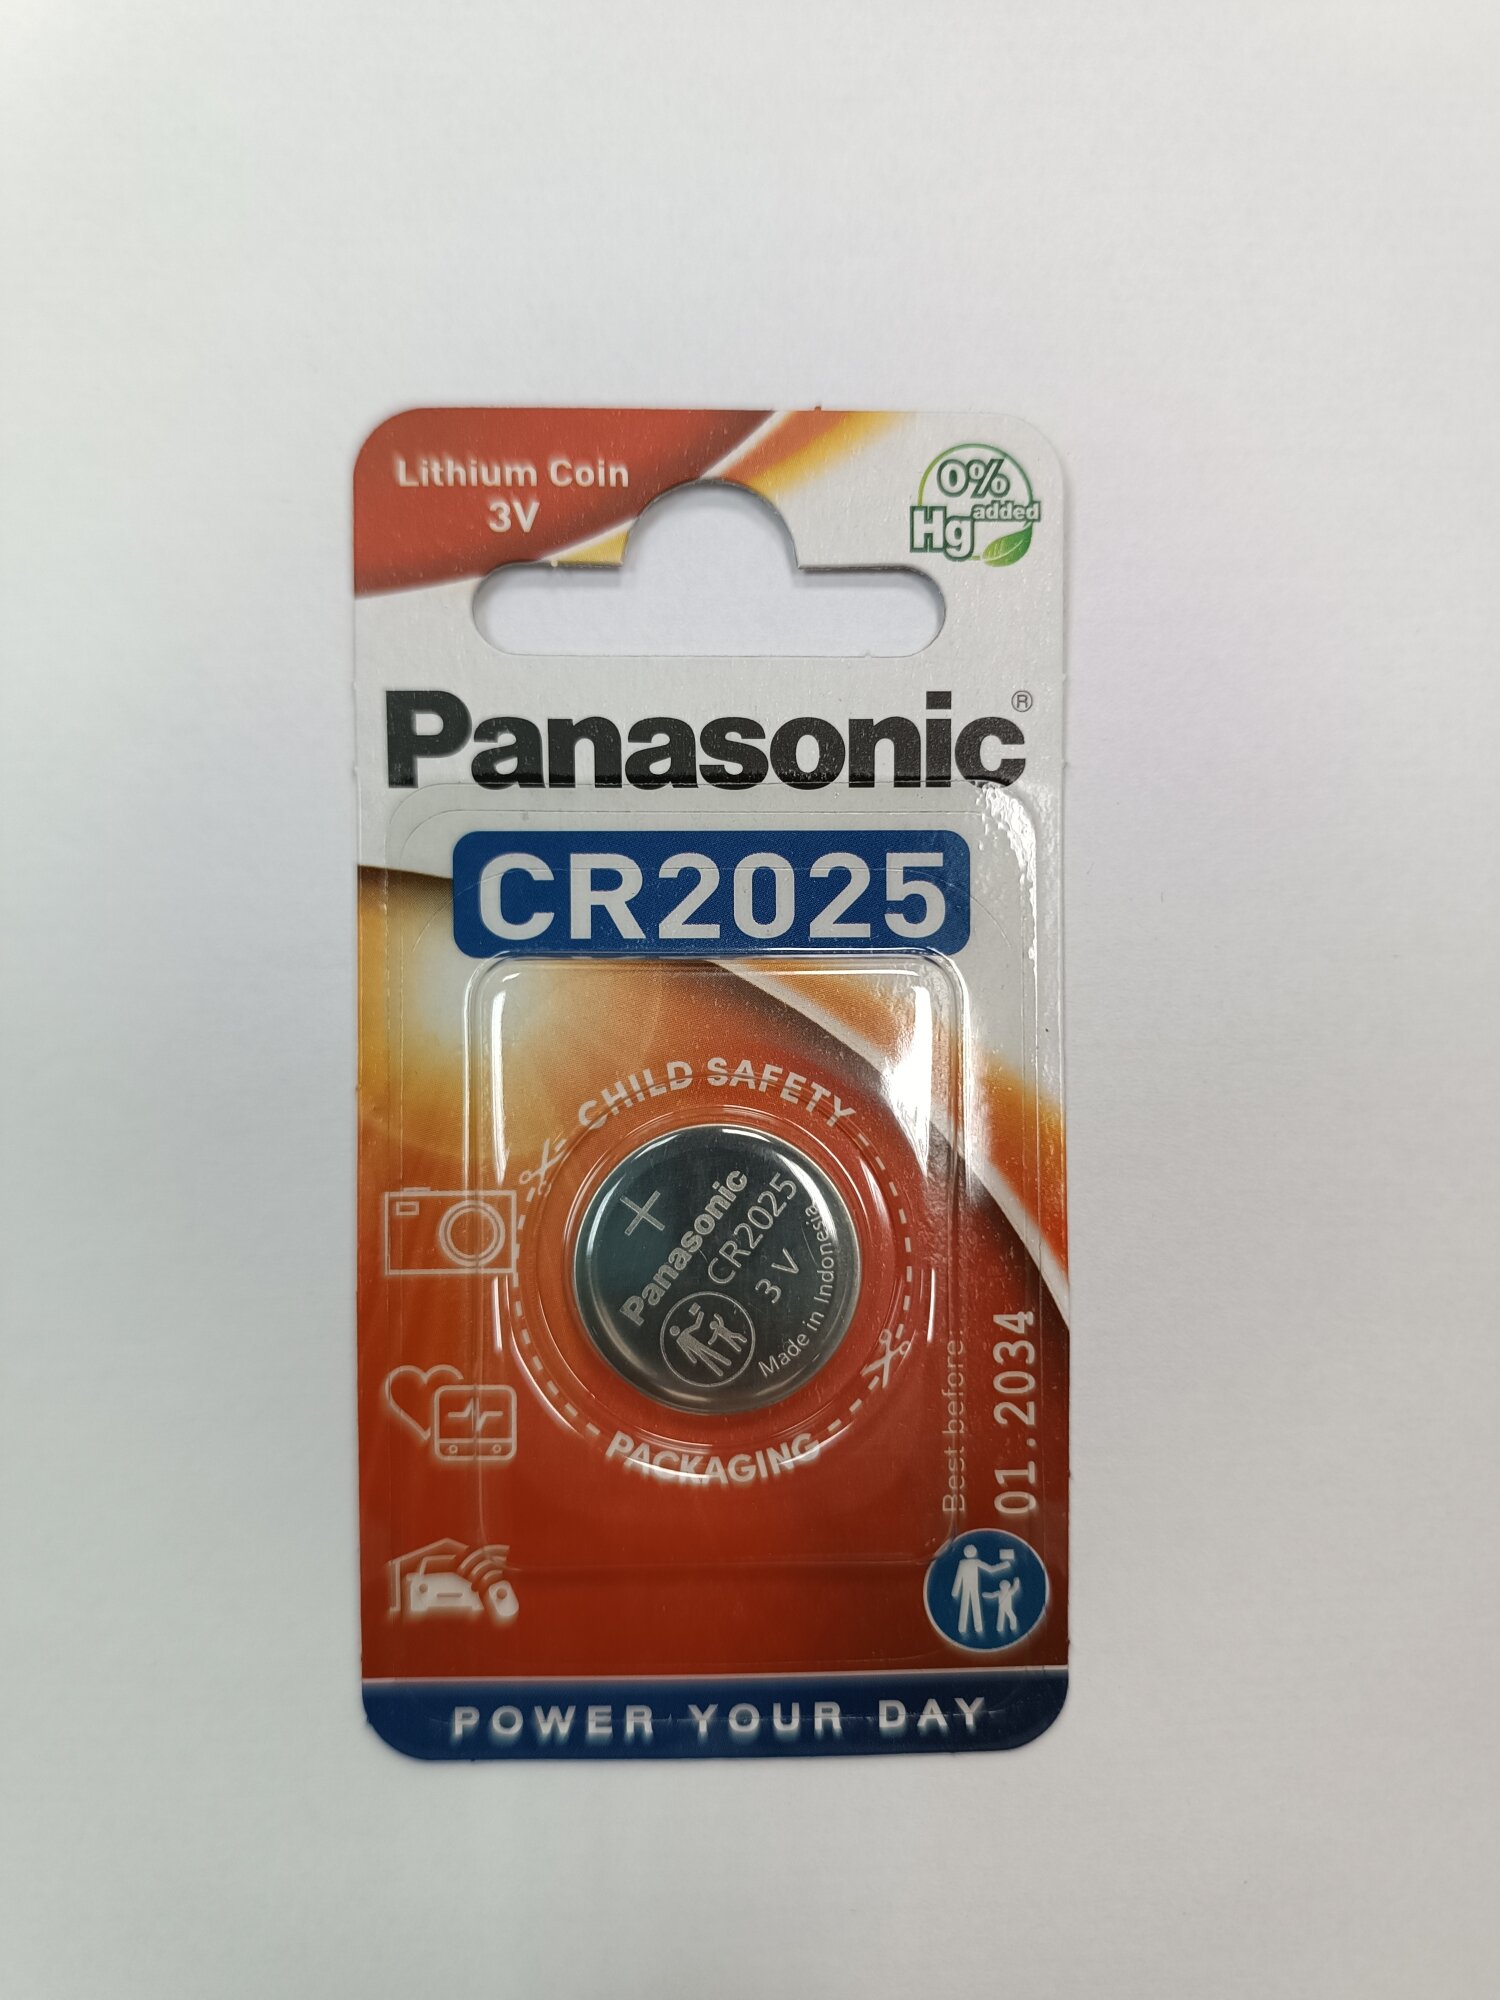 Lithium Coin
3V
0%
Hg added
Panasonic®
CR2025
CHILD SAFETY
+
Panasonic
CR2025
3 V
Made in Indonesia
PACKAGING
Best before:
01.2034
POWER YOUR DAY